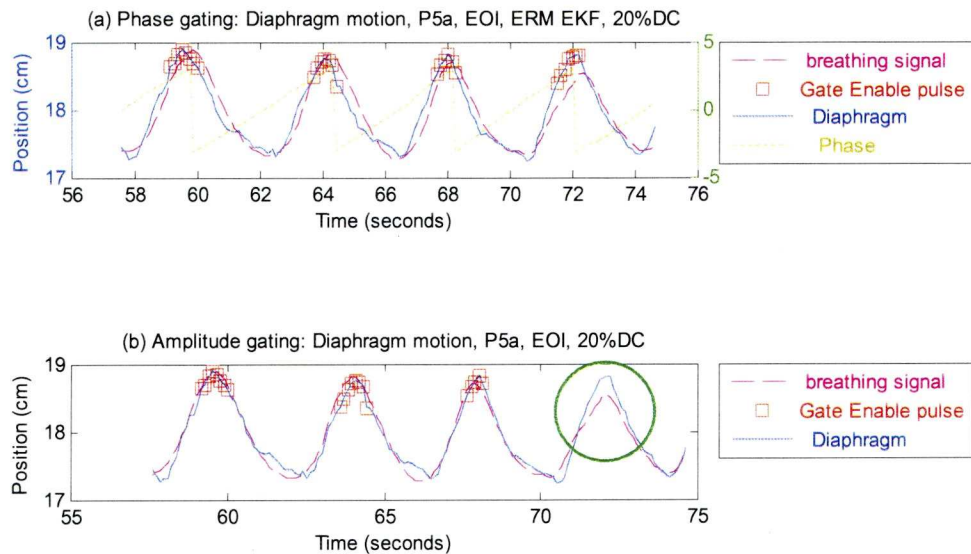 (a) Phase gating: Diaphragm motion, P5a, EOI, ERM EKF, 20%DC
19
18
17
Position (cm)
5
0
-5
56 58 60 62 64 66 68 70 72 74 76
Time (seconds)
breathing signal
Gate Enable pulse
Diaphragm
Phase
(b) Amplitude gating: Diaphragm motion, P5a, EOI, 20%DC
19
18
17
Position (cm)
55 60 65 70 75
Time (seconds)
breathing signal
Gate Enable pulse
Diaphragm